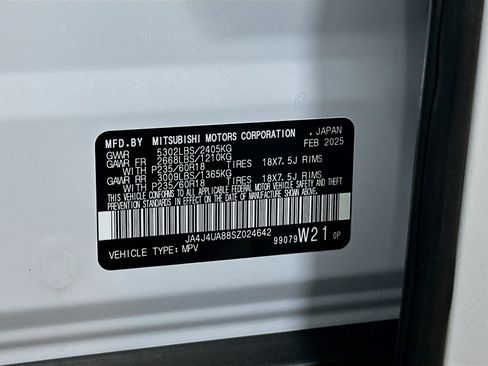 MFD.BY MITSUBISHI MOTORS CORPORATION , JAPAN
GVWR 5302LBS/2405KG FEB 2025
GAWR FR 2668LBS/1210KG TIRES 18X7.5J RIMS
WITH P235/60R18
GAWR RR 3009LBS/1365KG TIRES 18X7.5J RIMS
WITH P235/60R18
THIS VEHICLE CONFORMS TO ALL APPLICABLE FEDERAL MOTOR VEHICLE SAFETY AND THEFT
PREVENTION STANDARDS IN EFFECT ON THE DATE OF MANUFACTURE SHOWN ABOVE.
JA4J4UA88SZ024642
VEHICLE TYPE: MPV 99079 W21 0P